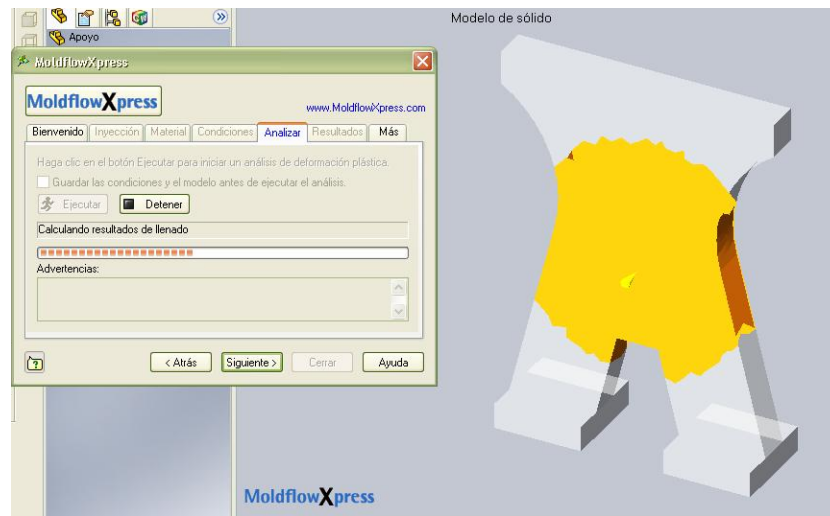 Modelo de sólido
Apoyo
MoldflowXpress
MoldflowXpress
www.MoldflowXpress.com
Bienvenido Inyección Material Condiciones Analizar Resultados Más
Haga clic en el botón Ejecutar para iniciar un análisis de deformación plástica.
Guardar las condiciones y el modelo antes de ejecutar el análisis.
Ejecutar Detener
Calculando resultados de llenado
Advertencias:
< Atrás Siguiente > Cerrar Ayuda
MoldflowXpress